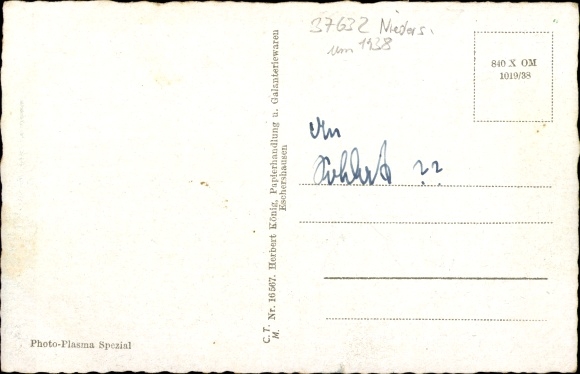 37632 Nieders.
um 1938
840 X OM
1019/38
An
??
C. T. Nr. 16567. Herbert König, Papierhandlung u. Galanteriewaren
M. Eschershausen
Photo-Plasma Spezial